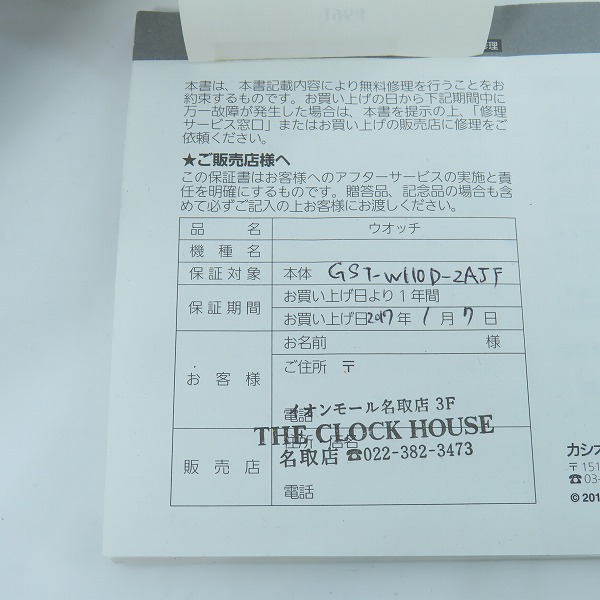 修理
本書は、本書記載内容により無料修理を行うことをお
約束するものです。お買い上げの日から下記期間中に
万一故障が発生した場合は、本書を提示の上、「修理
サービス窓口」またはお買い上げの販売店に修理をご
依頼ください。
★ご販売店様へ
この保証書はお客様へのアフターサービスの実施と責
任を明確にするものです。贈答品、記念品の場合も含
めて必ずご記入の上お客様にお渡しください。
品名 ウオッチ
機種名
保証対象 本体 GST-W110D-2AJF
保証期間 お買い上げ日より1年間
お買い上げ日 2017年 1月 7日
お客様 お名前 様
ご住所 〒
電話
イオンモール名取店 3F
THE CLOCK HOUSE
販売店 住所 店名
名取店 ☎022-382-3473
電話
カシオ
〒151
☎03-
© 201